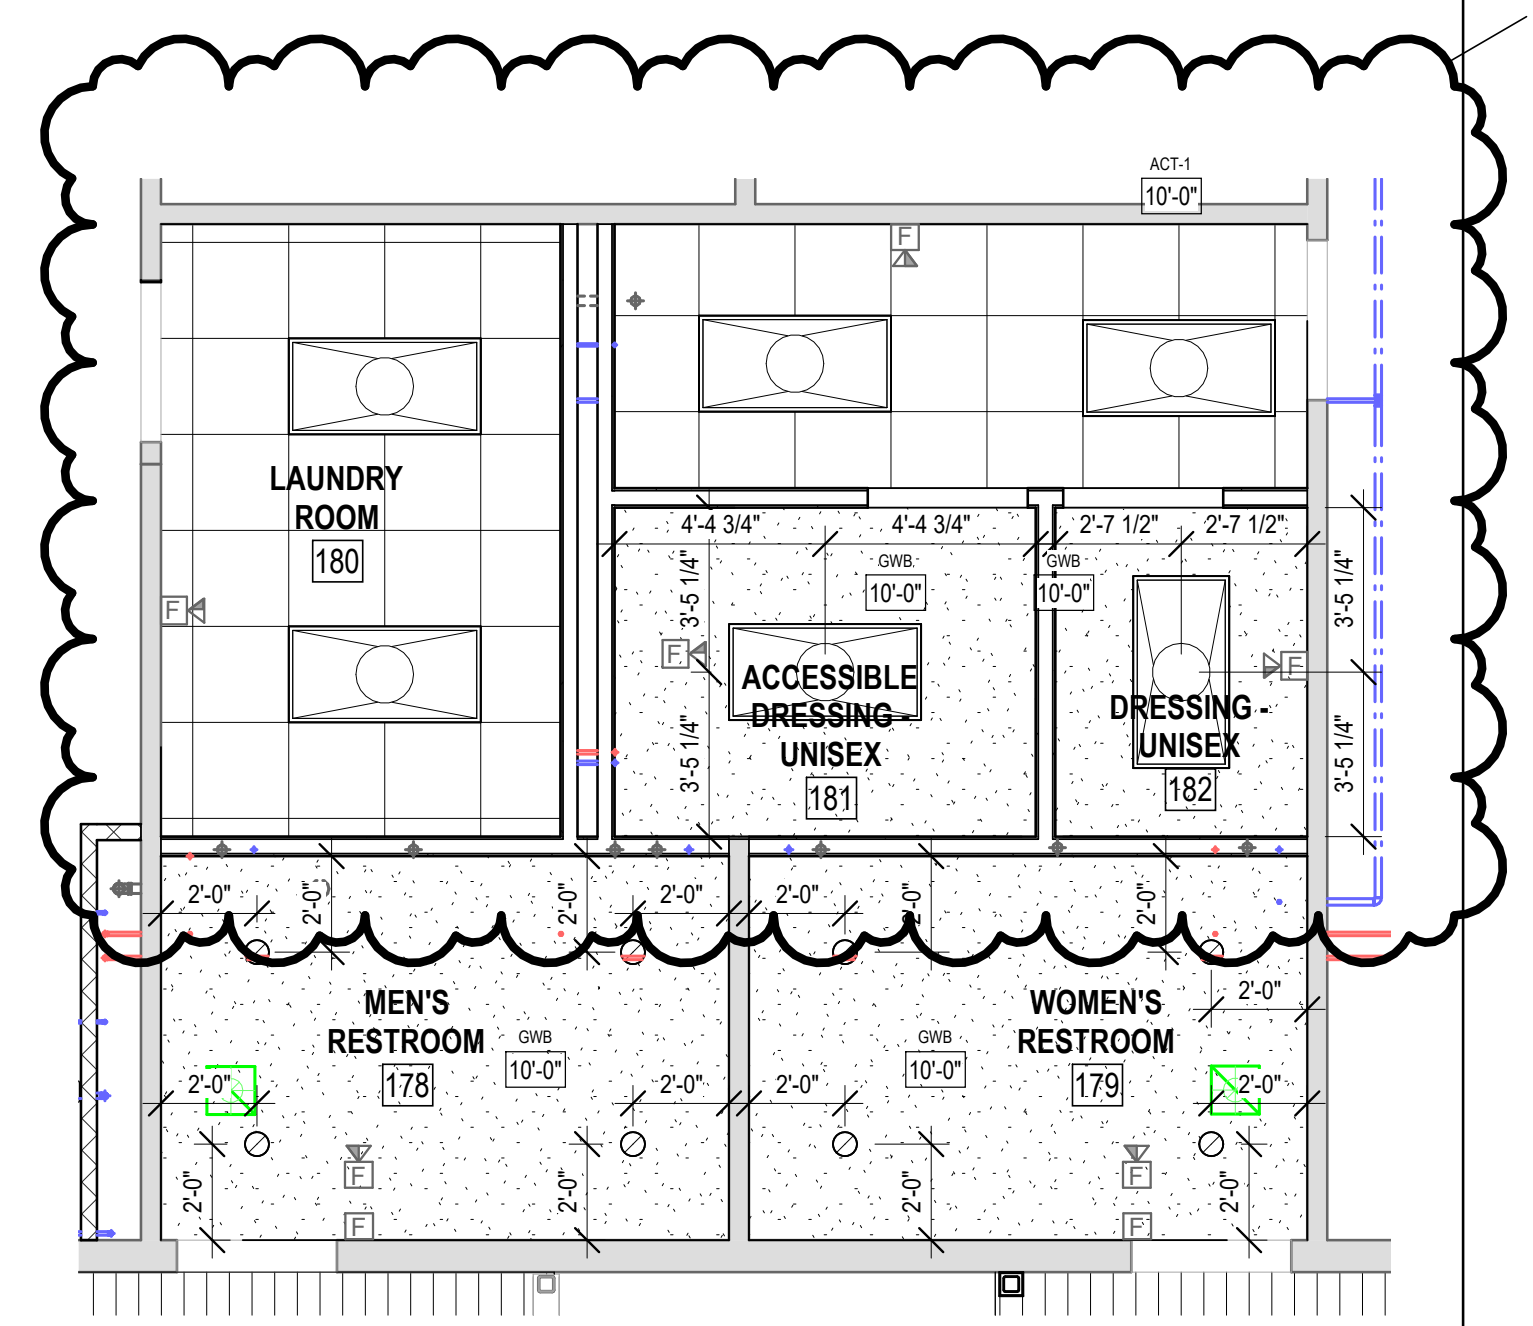 ACT-1
10'-0"
F
LAUNDRY
ROOM
180
F
4'-4 3/4"
4'-4 3/4"
2'-7 1/2"
2'-7 1/2"
GWB
10'-0"
GWB
10'-0"
3'-5 1/4"
3'-5 1/4"
F
F
ACCESSIBLE
DRESSING -
UNISEX
181
DRESSING -
UNISEX
182
3'-5 1/4"
3'-5 1/4"
2'-0"
2'-0"
2'-0"
2'-0"
2'-0"
2'-0"
2'-0"
MEN'S
RESTROOM
178
GWB
10'-0"
WOMEN'S
RESTROOM
179
GWB
10'-0"
2'-0"
2'-0"
2'-0"
2'-0"
2'-0"
2'-0"
2'-0"
2'-0"
2'-0"
F
F
F
F